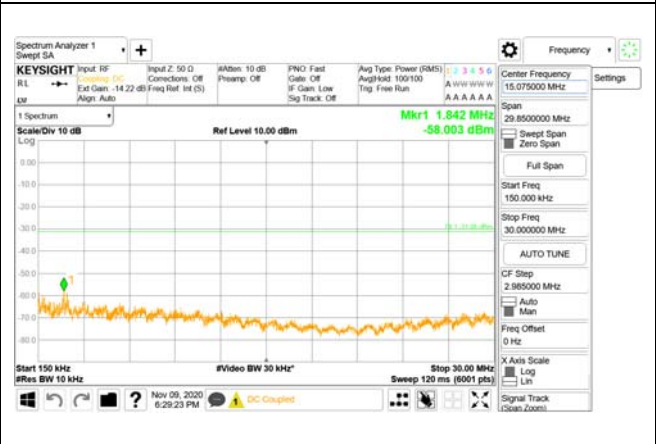 Spectrum Analyzer 1
Swept SA
Frequency
KEYSIGHT
RL
Input: RF
Coupling: DC
Ext Gain: -14.22 dB
Align: Auto
Input Z: 50 Ω
Corrections: Off
Freq Ref: Int (S)
#Atten: 10 dB
Preamp: Off
PNO: Fast
Gate: Off
IF Gain: Low
Sig Track: Off
Avg Type: Power (RMS)
Avg|Hold: 100/100
Trig: Free Run
1 2 3 4 5 6
A W W W W W
A A A A A A
1 Spectrum
Scale/Div 10 dB
Ref Level 10.00 dBm
Mkr1 1.842 MHz
-58.003 dBm
Log
0.00
-10.0
-20.0
-30.0
-40.0
-50.0
-60.0
-70.0
-80.0
1
Start 150 kHz
#Res BW 10 kHz
#Video BW 30 kHz*
Stop 30.00 MHz
Sweep 120 ms (6001 pts)
Nov 09, 2020
6:29:23 PM
DC Coupled
Center Frequency
15.075000 MHz
Settings
Span
29.8500000 MHz
Swept Span
Zero Span
Full Span
Start Freq
150.000 kHz
Stop Freq
30.000000 MHz
AUTO TUNE
CF Step
2.985000 MHz
Auto
Man
Freq Offset
0 Hz
X Axis Scale
Log
Lin
Signal Track
(Span Zoom)